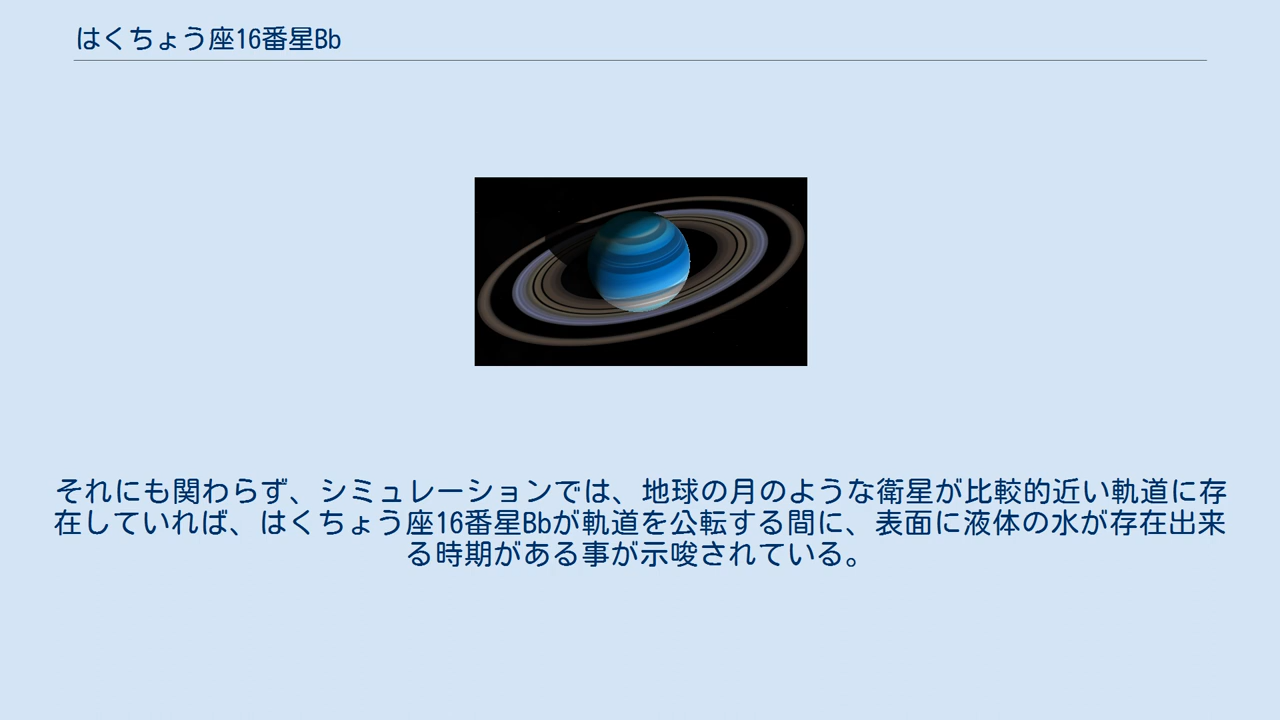 はくちょう座16番星Bb
それにも関わらず、シミュレーションでは、地球の月のような衛星が比較的近い軌道に存
在していれば、はくちょう座16番星Bbが軌道を公転する間に、表面に液体の水が存在出来
る時期がある事が示唆されている。